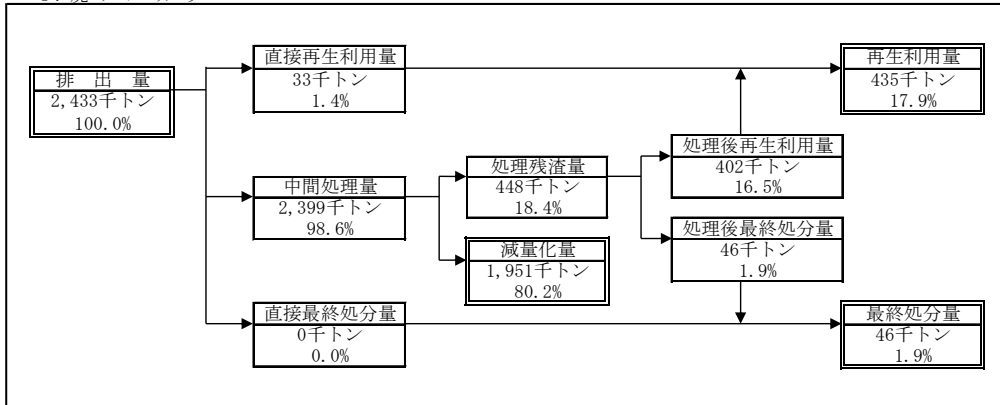 排 出 量
2,433千トン
100.0%
直接再生利用量
33千トン
1.4%
再生利用量
435千トン
17.9%
中間処理量
2,399千トン
98.6%
処理残渣量
448千トン
18.4%
処理後再生利用量
402千トン
16.5%
減量化量
1,951千トン
80.2%
処理後最終処分量
46千トン
1.9%
直接最終処分量
0千トン
0.0%
最終処分量
46千トン
1.9%